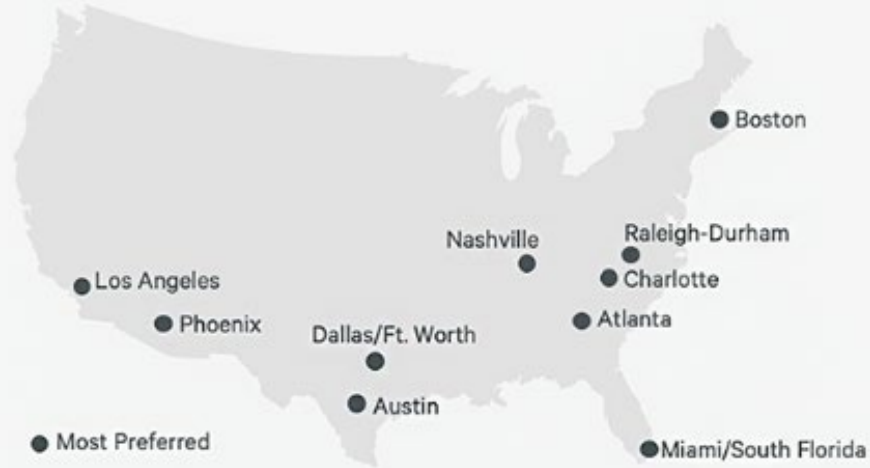 Boston
Nashville
Raleigh-Durham
Los Angeles
Charlotte
Phoenix
Atlanta
Dallas/Ft. Worth
Austin
Most Preferred
Miami/South Florida